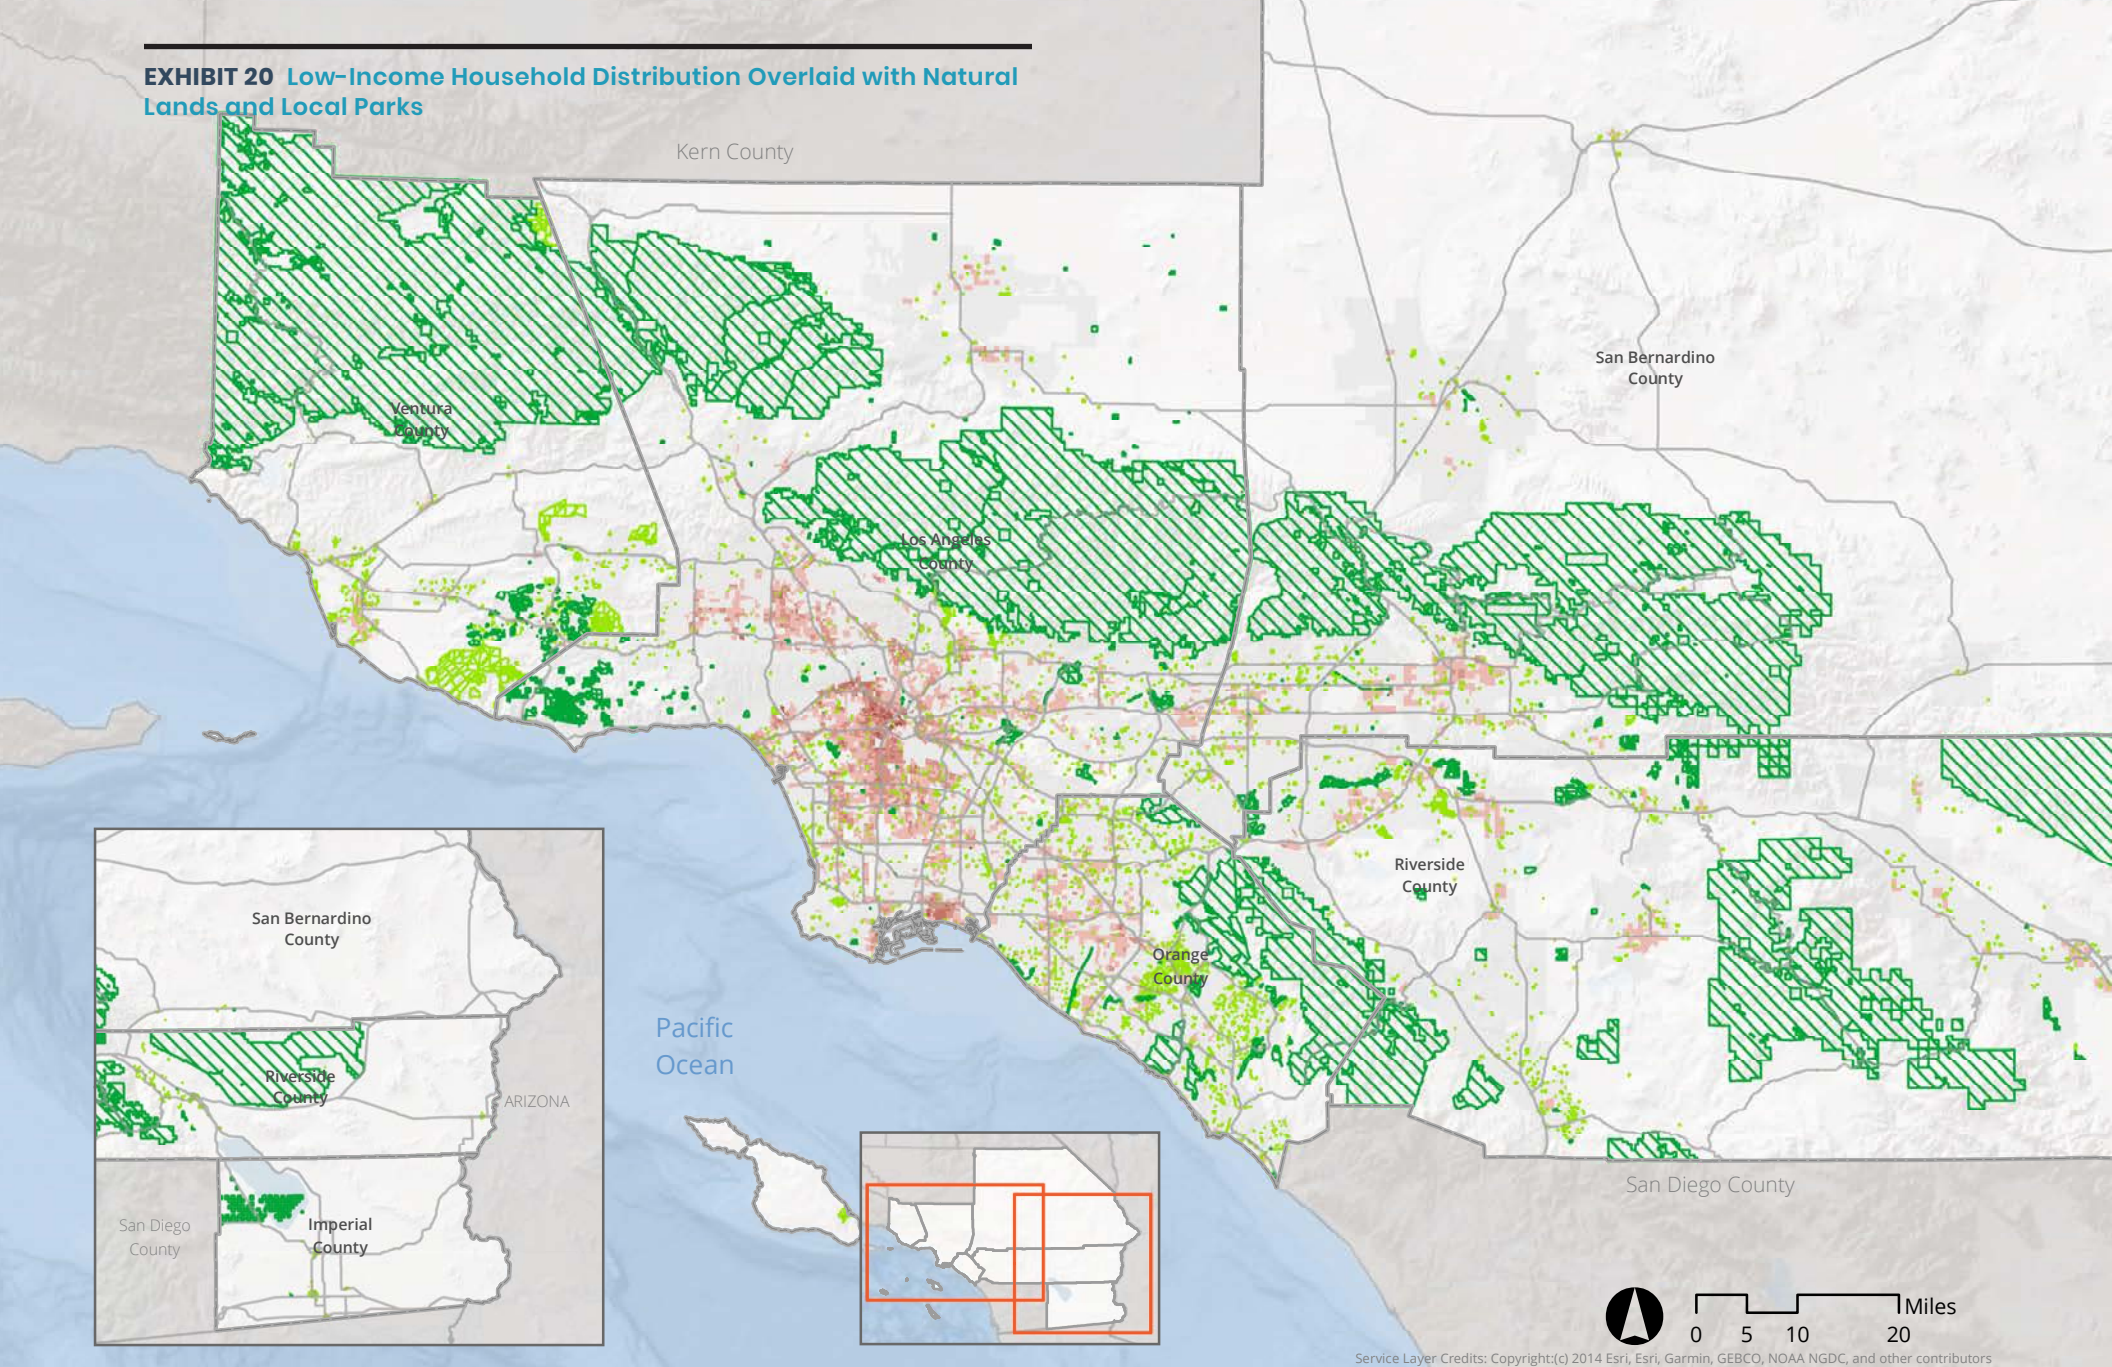 EXHIBIT 20 Low-Income Household Distribution Overlaid with Natural
Lands and Local Parks
Kern County
San Bernardino
County
Ventura
County
Los Angeles
County
Riverside
County
Orange
County
Pacific
Ocean
San Diego County
San Bernardino
County
Riverside
County
ARIZONA
San Diego
County
Imperial
County
Miles
0 5 10 20
Service Layer Credits: Copyright:(c) 2014 Esri, Esri, Garmin, GEBCO, NOAA NGDC, and other contributors